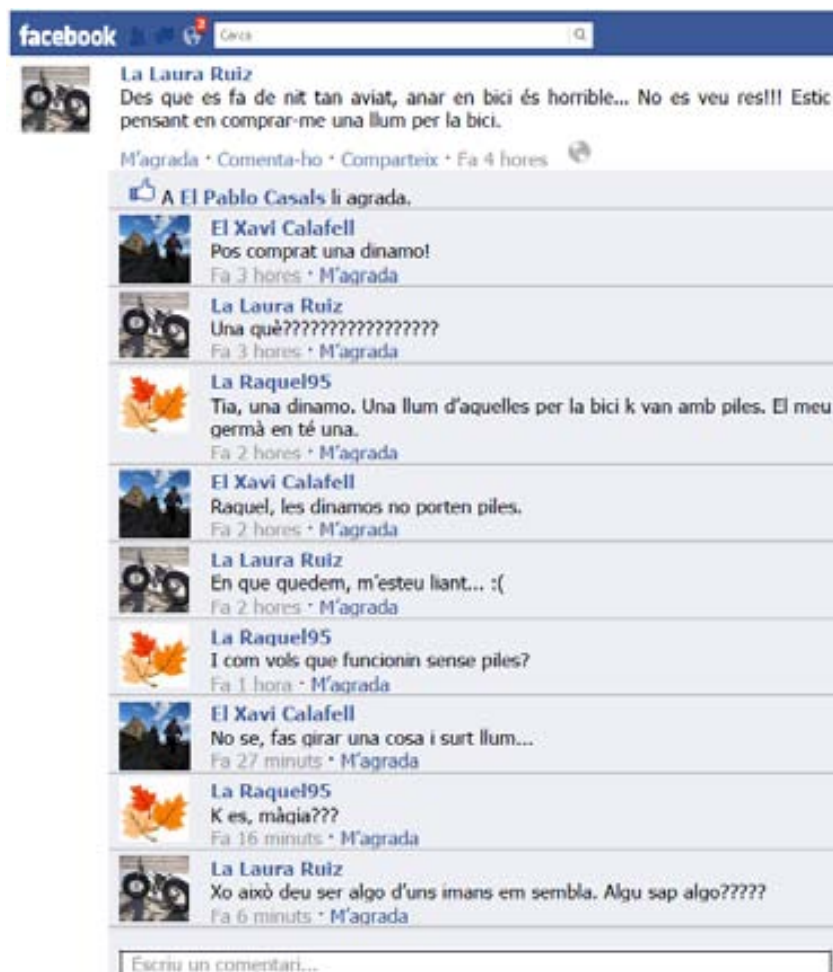 facebook
2
Cerca
La Laura Ruiz
Des que es fa de nit tan aviat, anar en bici és horrible... No es veu res!!! Estic
pensant en comprar-me una llum per la bici.
M'agrada · Comenta-ho · Comparteix · Fa 4 hores
A El Pablo Casals li agrada.
El Xavi Calafell
Pos comprat una dinamo!
Fa 3 hores · M'agrada
La Laura Ruiz
Una què?????????????????
Fa 3 hores · M'agrada
La Raquel95
Tia, una dinamo. Una llum d'aquelles per la bici k van amb piles. El meu
germà en té una.
Fa 2 hores · M'agrada
El Xavi Calafell
Raquel, les dinamos no porten piles.
Fa 2 hores · M'agrada
La Laura Ruiz
En que quedem, m'esteu liant... :(
Fa 2 hores · M'agrada
La Raquel95
I com vols que funcionin sense piles?
Fa 1 hora · M'agrada
El Xavi Calafell
No se, fas girar una cosa i surt llum...
Fa 27 minuts · M'agrada
La Raquel95
K es, màgia???
Fa 16 minuts · M'agrada
La Laura Ruiz
Xo això deu ser algo d'uns imans em sembla. Algu sap algo?????
Fa 6 minuts · M'agrada
Escriu un comentari...